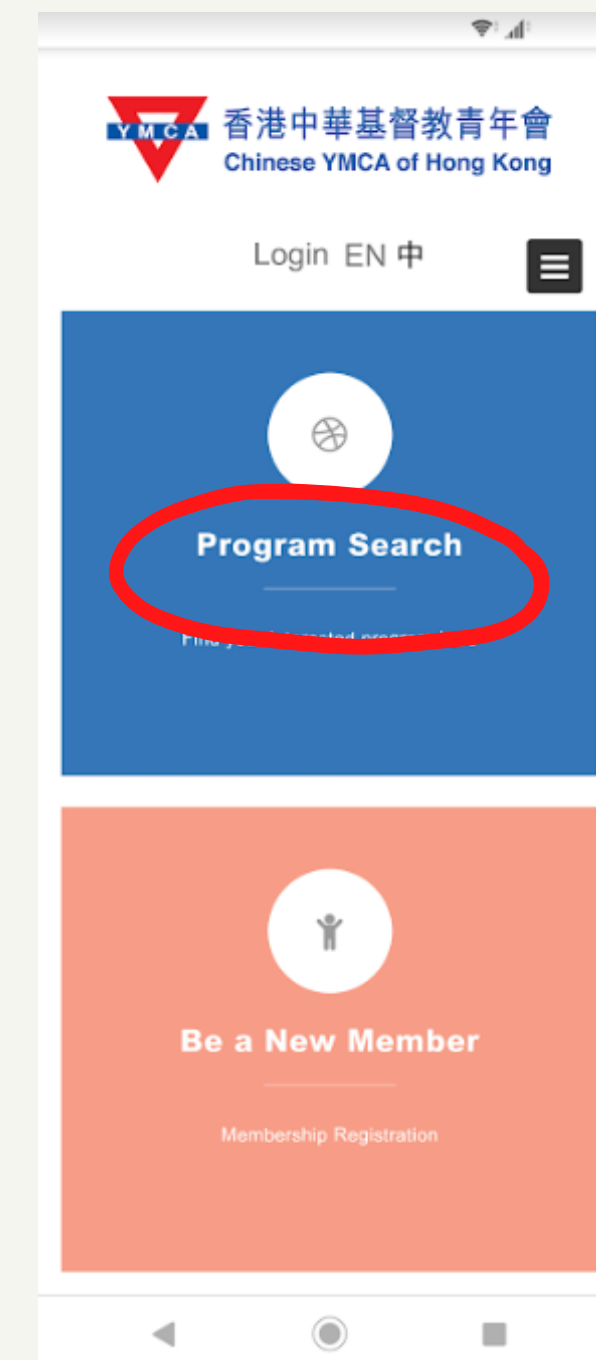 YMCA 香港中華基督教青年會
Chinese YMCA of Hong Kong
Login EN 中
Program Search
Be a New Member
Membership Registration